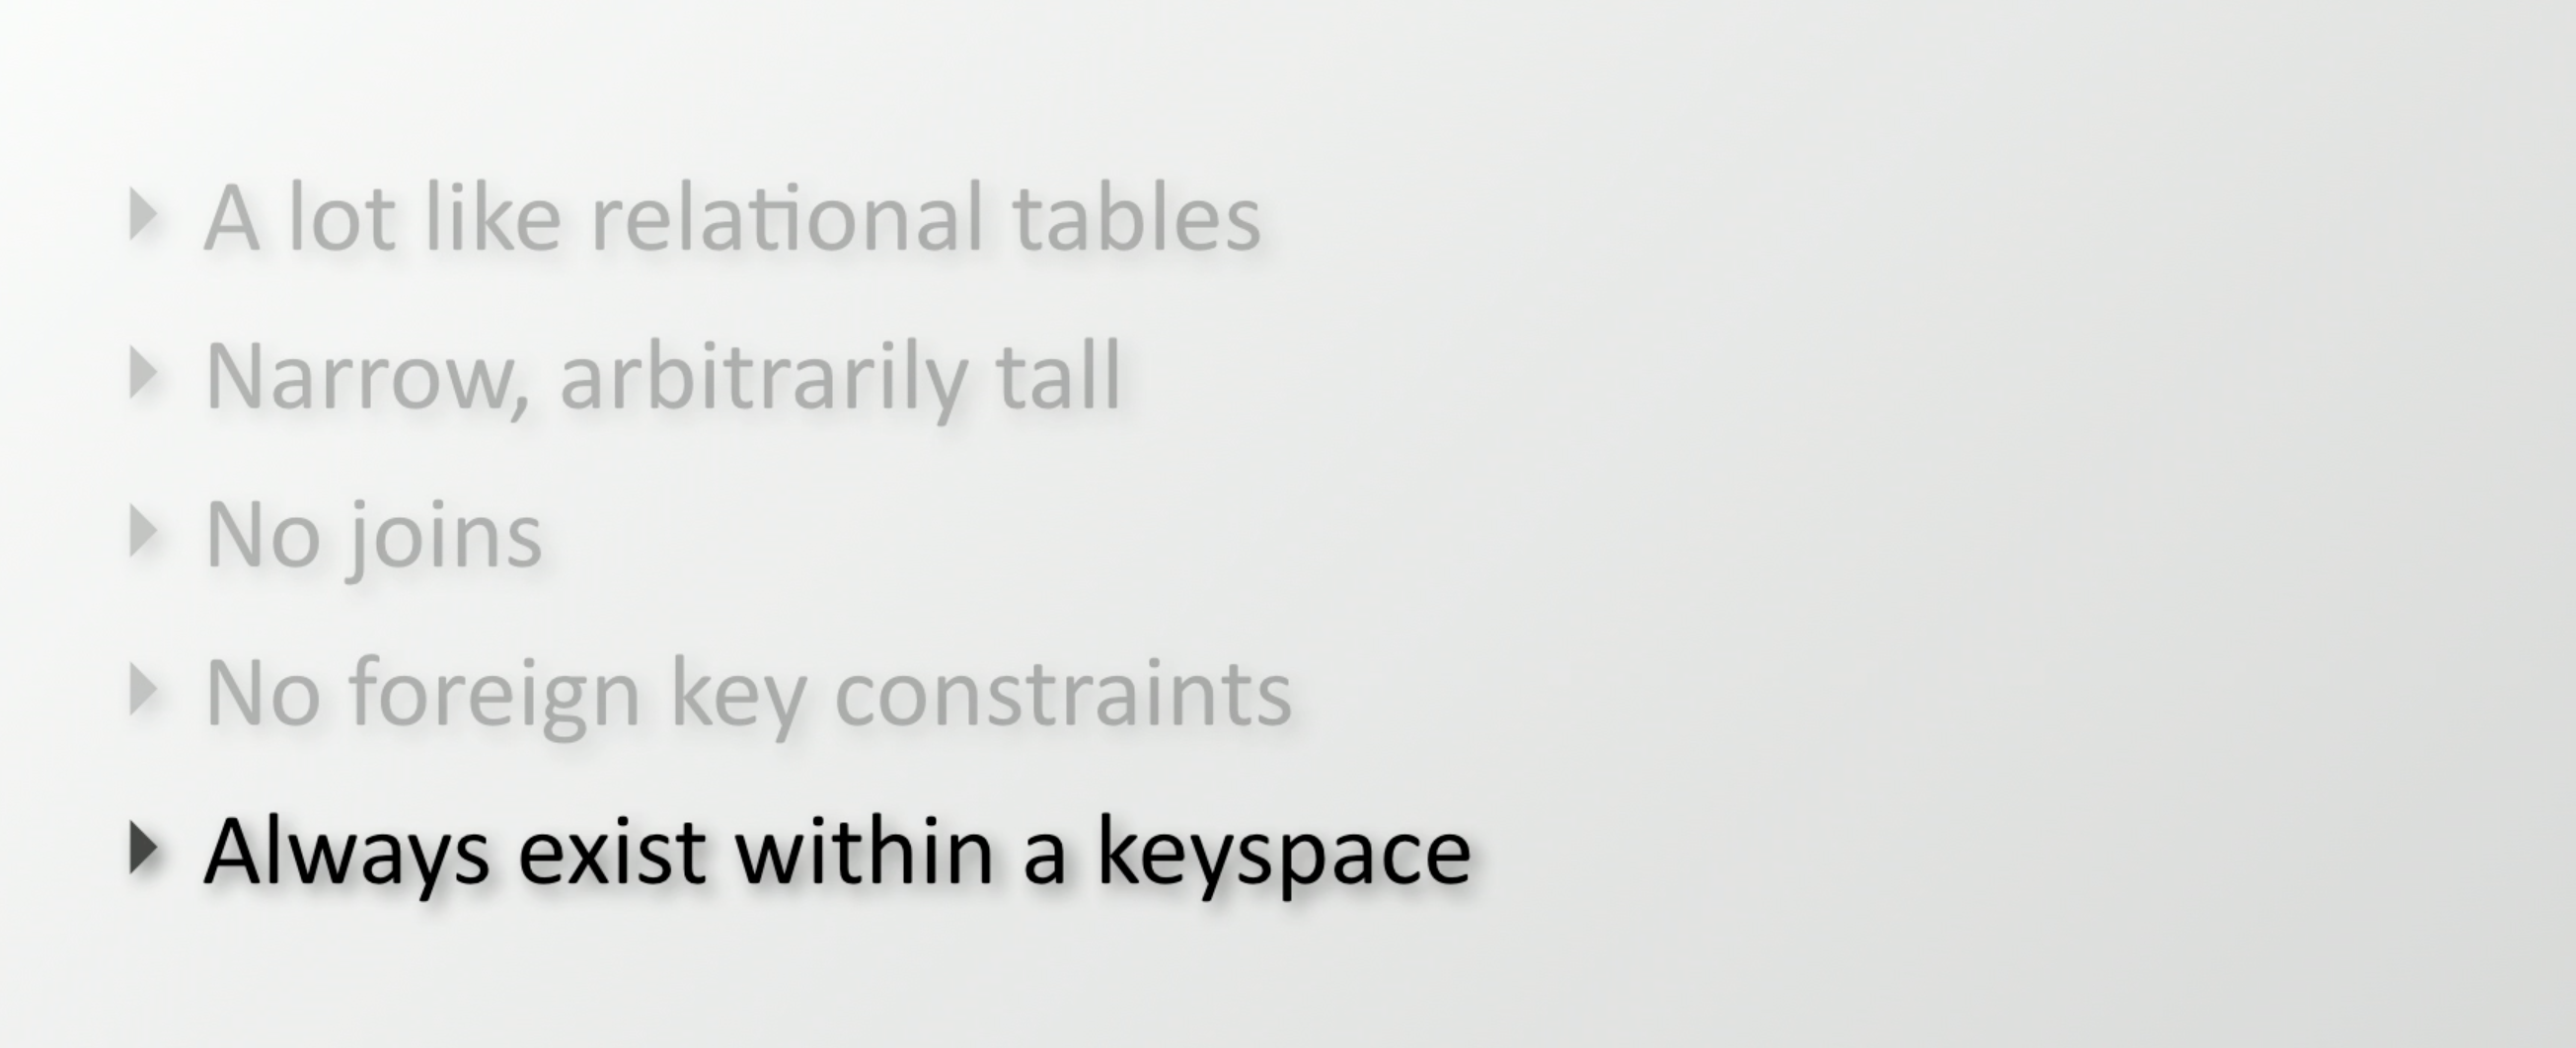 A lot like relational tables
Narrow, arbitrarily tall
No joins
No foreign key constraints
Always exist within a keyspace